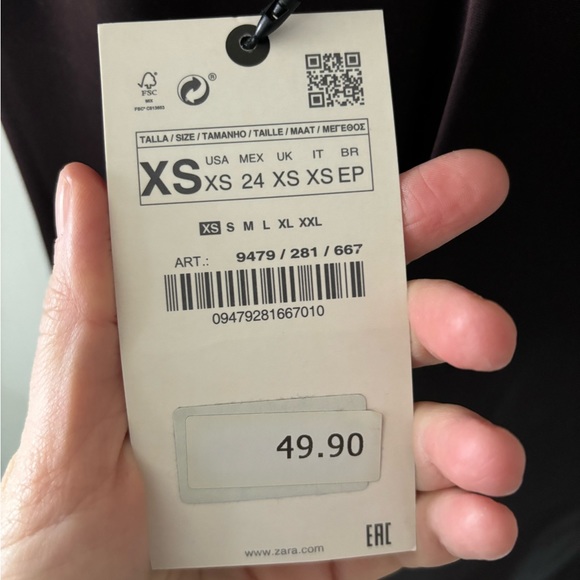 FSC
MIX
®
TALLA / SIZE / TAMANHO / TAILLE / MAAT / ΜΕΓΕΘΟΣ
XS
USA MEX UK IT BR
XS 24 XS XS EP
XS S M L XL XXL
ART.: 9479 / 281 / 667
09479281667010
49.90
www.zara.com
EAC